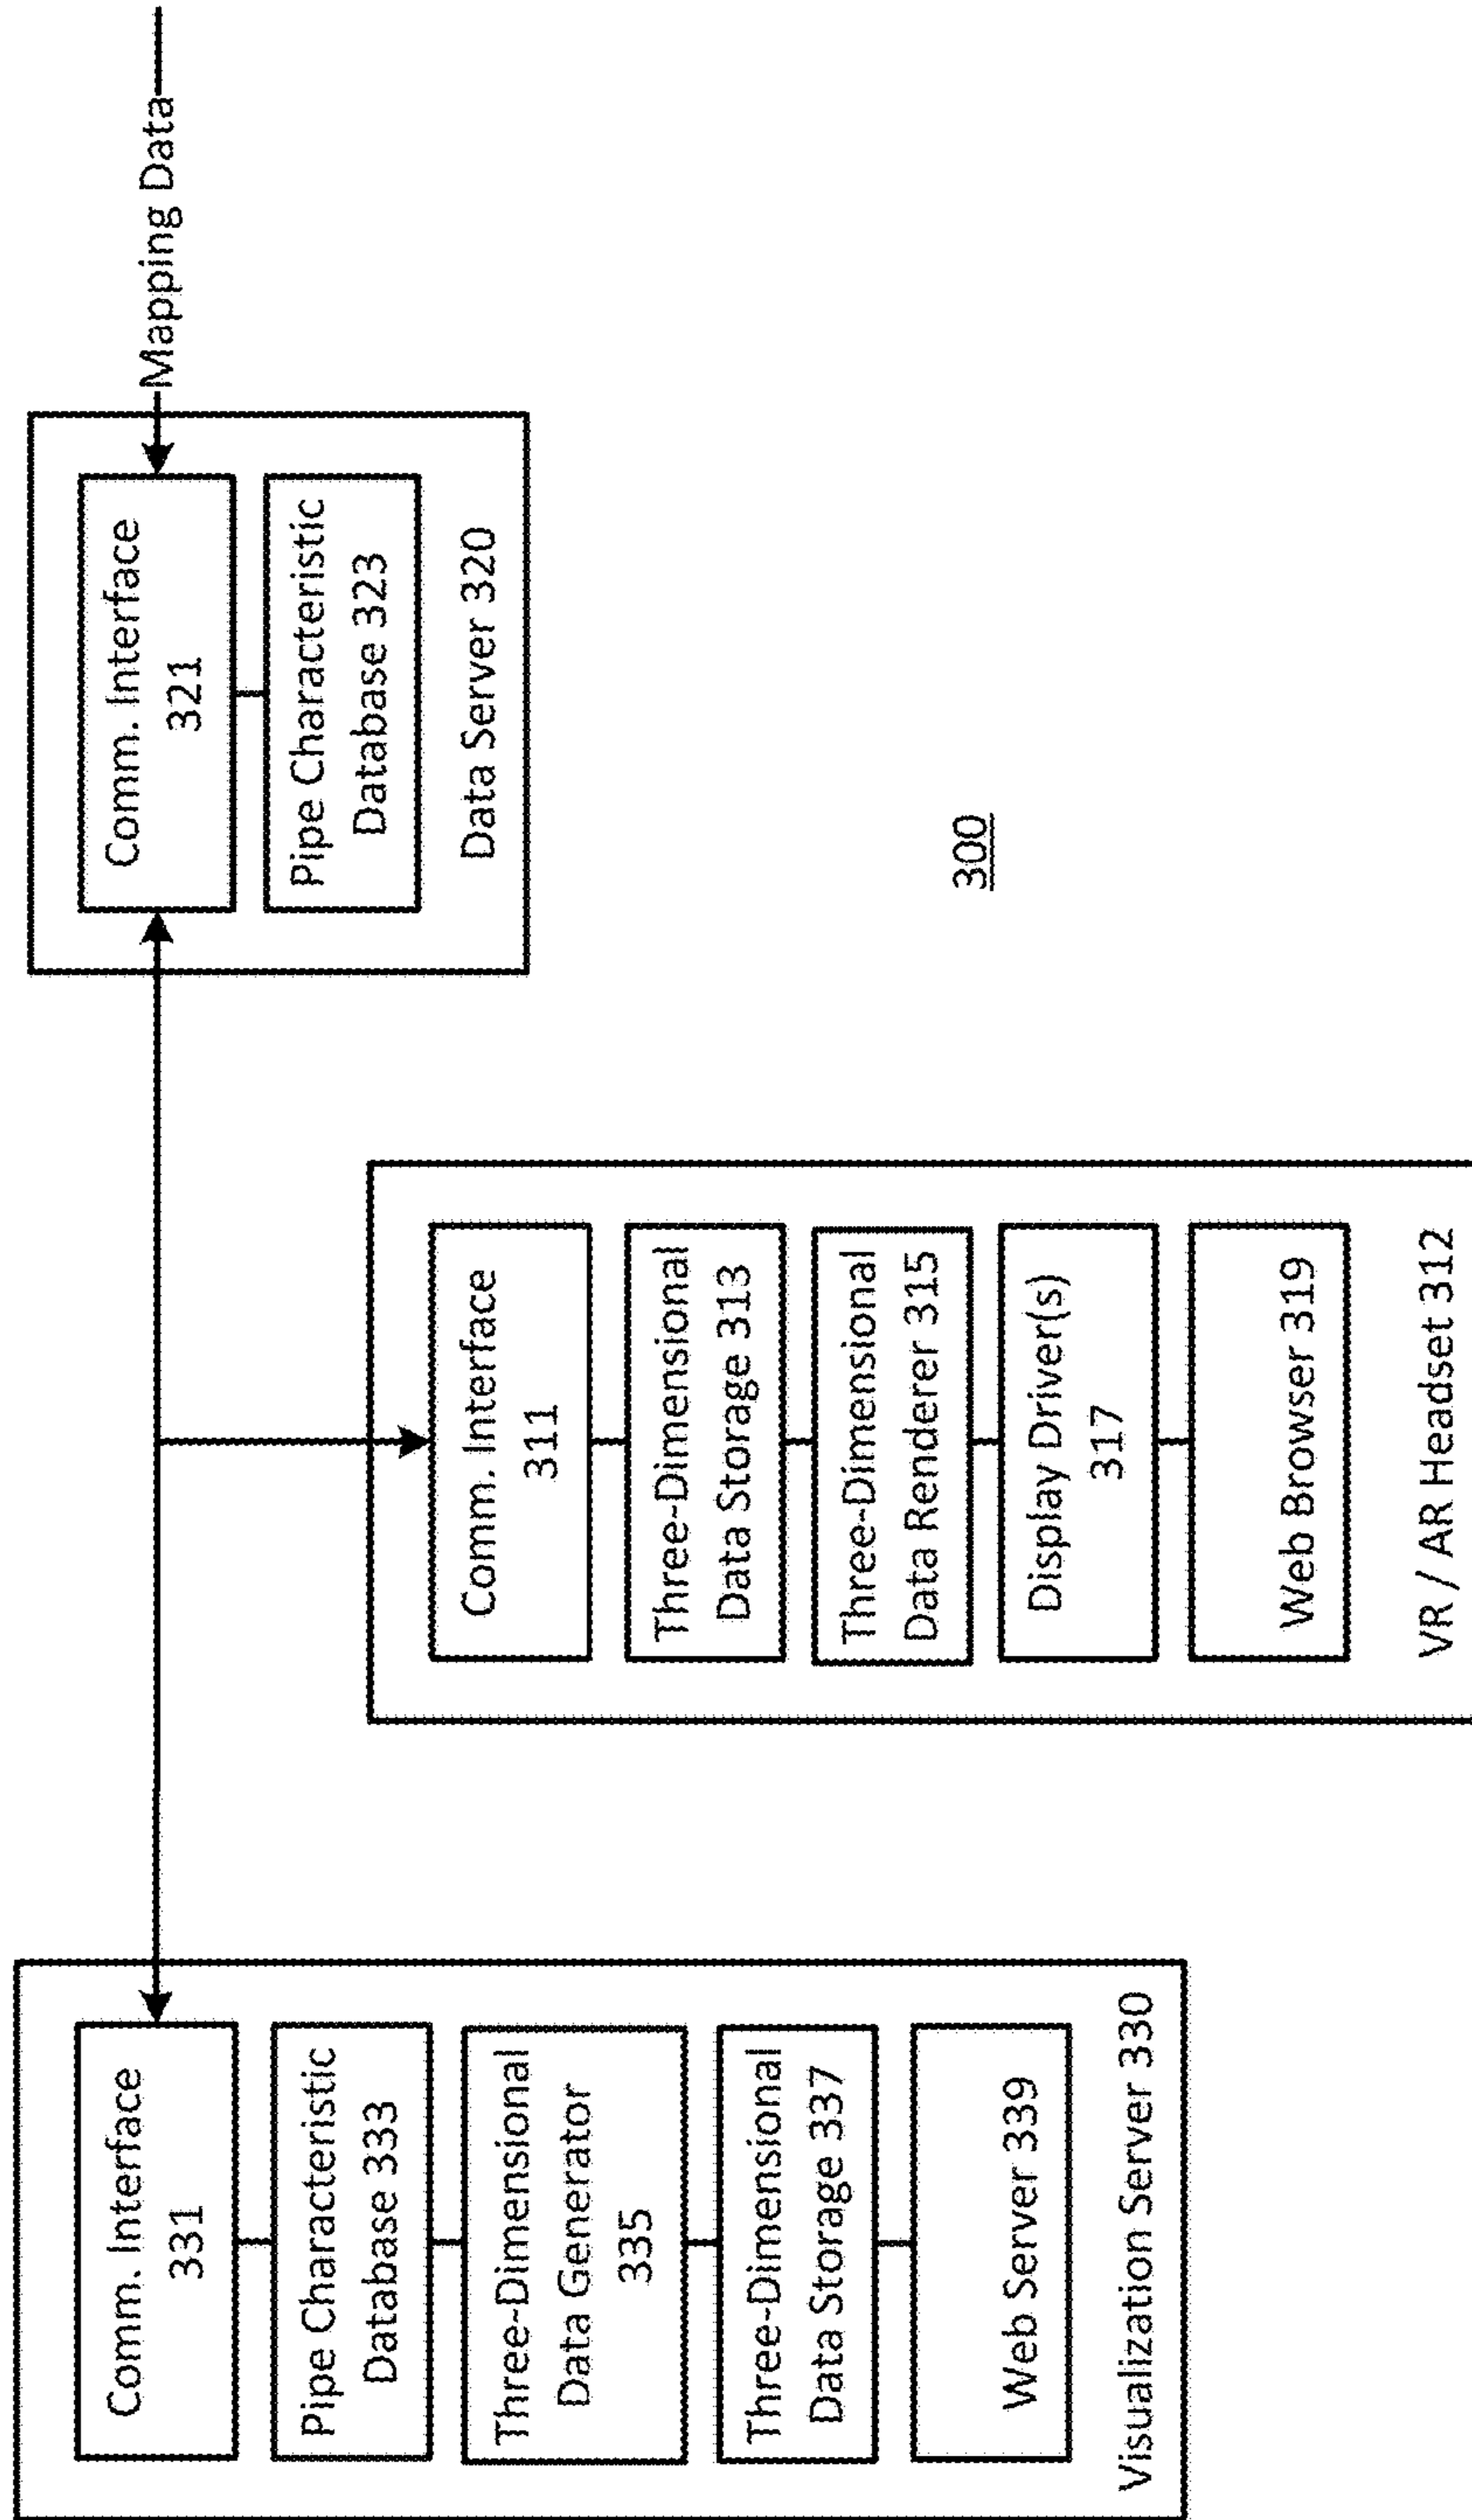 Comm. Interface
331
Pipe Characteristic
Database 333
Three-Dimensional
Data Generator
335
Three-Dimensional
Data Storage 337
Web Server 339
Visualization Server 330
Comm. Interface
311
Three-Dimensional
Data Storage 313
Three-Dimensional
Data Renderer 315
Display Driver(s)
317
Web Browser 319
VR / AR Headset 312
Comm. Interface
321
Pipe Characteristic
Database 323
Data Server 320
Mapping Data
300